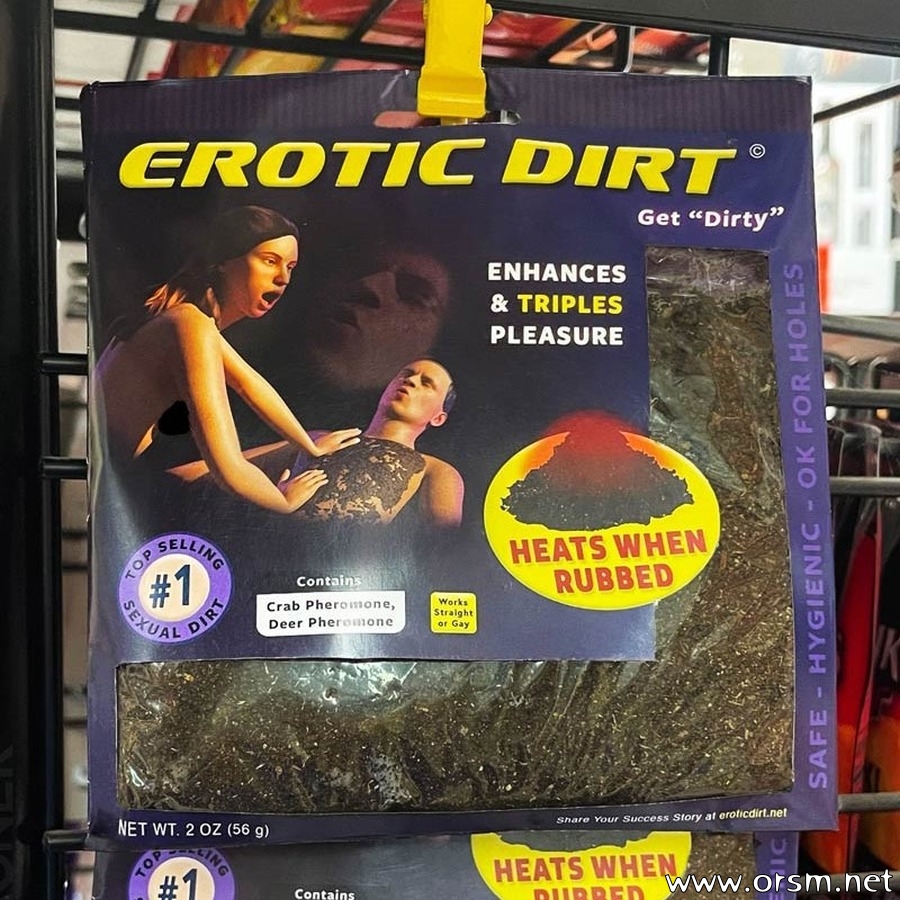 EROTIC DIRT ©
Get "Dirty"
ENHANCES
& TRIPLES
PLEASURE
HEATS WHEN
RUBBED
TOP SELLING
#1
SEXUAL DIRT
Contains
Crab Pheromone,
Deer Pheromone
Works
Straight
or Gay
SAFE - HYGIENIC - OK FOR HOLES
NET WT. 2 OZ (56 g)
Share Your Success Story at eroticdirt.net
TOP SELLING
#1
Contains
HEATS WHEN
RUBBED
www.orsm.net